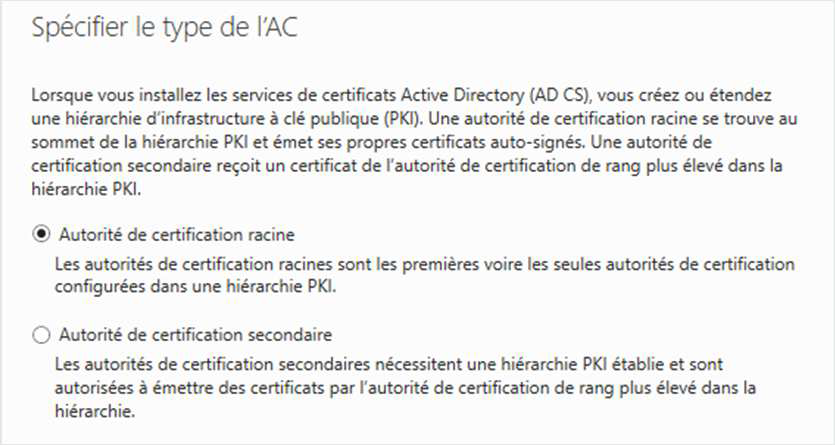 Spécifier le type de l’AC
Lorsque vous installez les services de certificats Active Directory (AD CS), vous créez ou étendez
une hiérarchie d’infrastructure à clé publique (PKI). Une autorité de certification racine se trouve au
sommet de la hiérarchie PKI et émet ses propres certificats auto-signés. Une autorité de
certification secondaire reçoit un certificat de l’autorité de certification de rang plus élevé dans la
hiérarchie PKI.
Autorité de certification racine
Les autorités de certification racines sont les premières voire les seules autorités de certification
configurées dans une hiérarchie PKI.
Autorité de certification secondaire
Les autorités de certification secondaires nécessitent une hiérarchie PKI établie et sont
autorisées à émettre des certificats par l’autorité de certification de rang plus élevé dans la
hiérarchie.